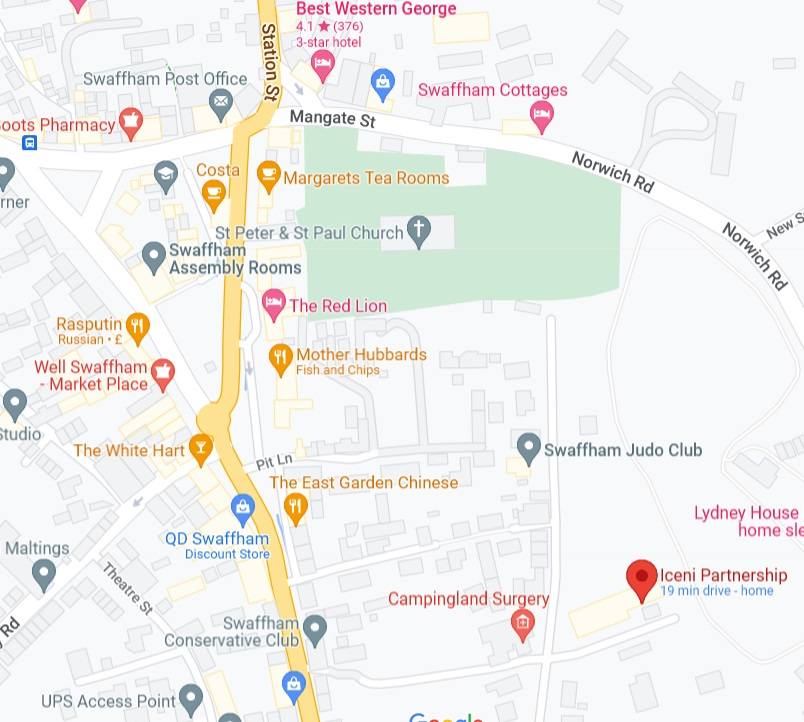 Best Western George
4.1 ★ (376)
3-star hotel
Station St
Swaffham Post Office
Swaffham Cottages
Boots Pharmacy
Mangate St
Norwich Rd
Costa
Margarets Tea Rooms
rner
St Peter & St Paul Church
Norwich Rd
New S
Swaffham
Assembly Rooms
The Red Lion
Rasputin
Russian • £
Mother Hubbards
Fish and Chips
Well Swaffham
- Market Place
Studio
The White Hart
Pit Ln
Swaffham Judo Club
The East Garden Chinese
Lydney House
home sle
QD Swaffham
Discount Store
Maltings
Theatre St
Iceni Partnership
19 min drive - home
Campingland Surgery
Swaffham
Conservative Club
y Rd
UPS Access Point
Google